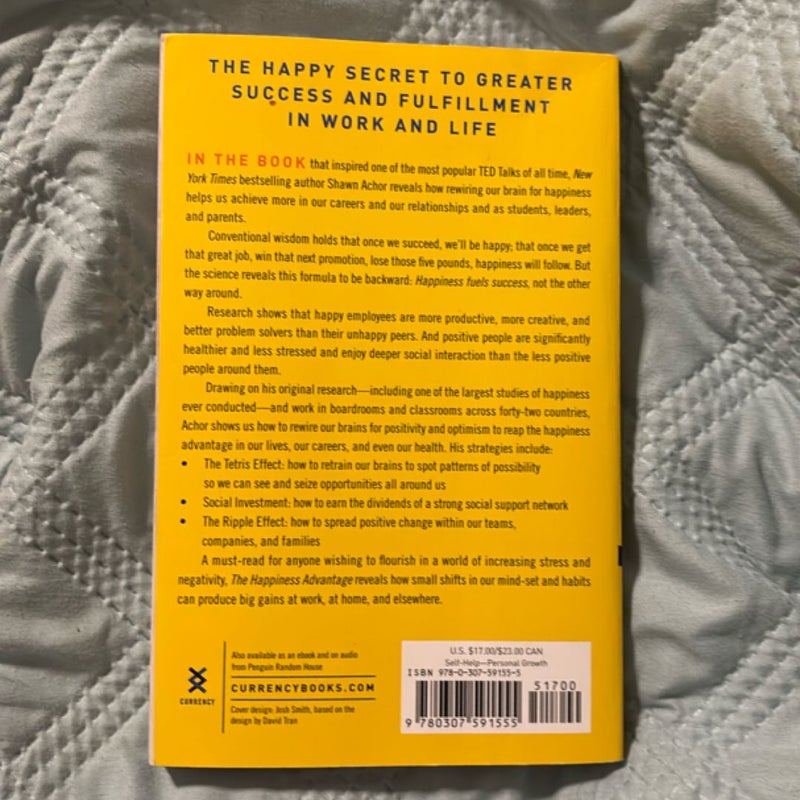 THE HAPPY SECRET TO GREATER
SUCCESS AND FULFILLMENT
IN WORK AND LIFE
IN THE BOOK that inspired one of the most popular TED Talks of all time, New
York Times bestselling author Shawn Achor reveals how rewiring our brain for happiness
helps us achieve more in our careers and our relationships and as students, leaders,
and parents.
Conventional wisdom holds that once we succeed, we'll be happy; that once we get
that great job, win that next promotion, lose those five pounds, happiness will follow. But
the science reveals this formula to be backward: Happiness fuels success, not the other
way around.
Research shows that happy employees are more productive, more creative, and
better problem solvers than their unhappy peers. And positive people are significantly
healthier and less stressed and enjoy deeper social interaction than the less positive
people around them.
Drawing on his original research—including one of the largest studies of happiness
ever conducted—and work in boardrooms and classrooms across forty-two countries,
Achor shows us how to rewire our brains for positivity and optimism to reap the happiness
advantage in our lives, our careers, and even our health. His strategies include:
• The Tetris Effect: how to retrain our brains to spot patterns of possibility
so we can see and seize opportunities all around us
• Social Investment: how to earn the dividends of a strong social support network
• The Ripple Effect: how to spread positive change within our teams,
companies, and families
A must-read for anyone wishing to flourish in a world of increasing stress and
negativity, The Happiness Advantage reveals how small shifts in our mind-set and habits
can produce big gains at work, at home, and elsewhere.
CURRENCY
Also available as an ebook and on audio
from Penguin Random House
CURRENCYBOOKS.COM
Cover design: Josh Smith, based on the
design by David Tran
U.S. $17.00/$23.00 CAN
Self-Help—Personal Growth
ISBN 978-0-307-59155-5
51700
9 780307 591555